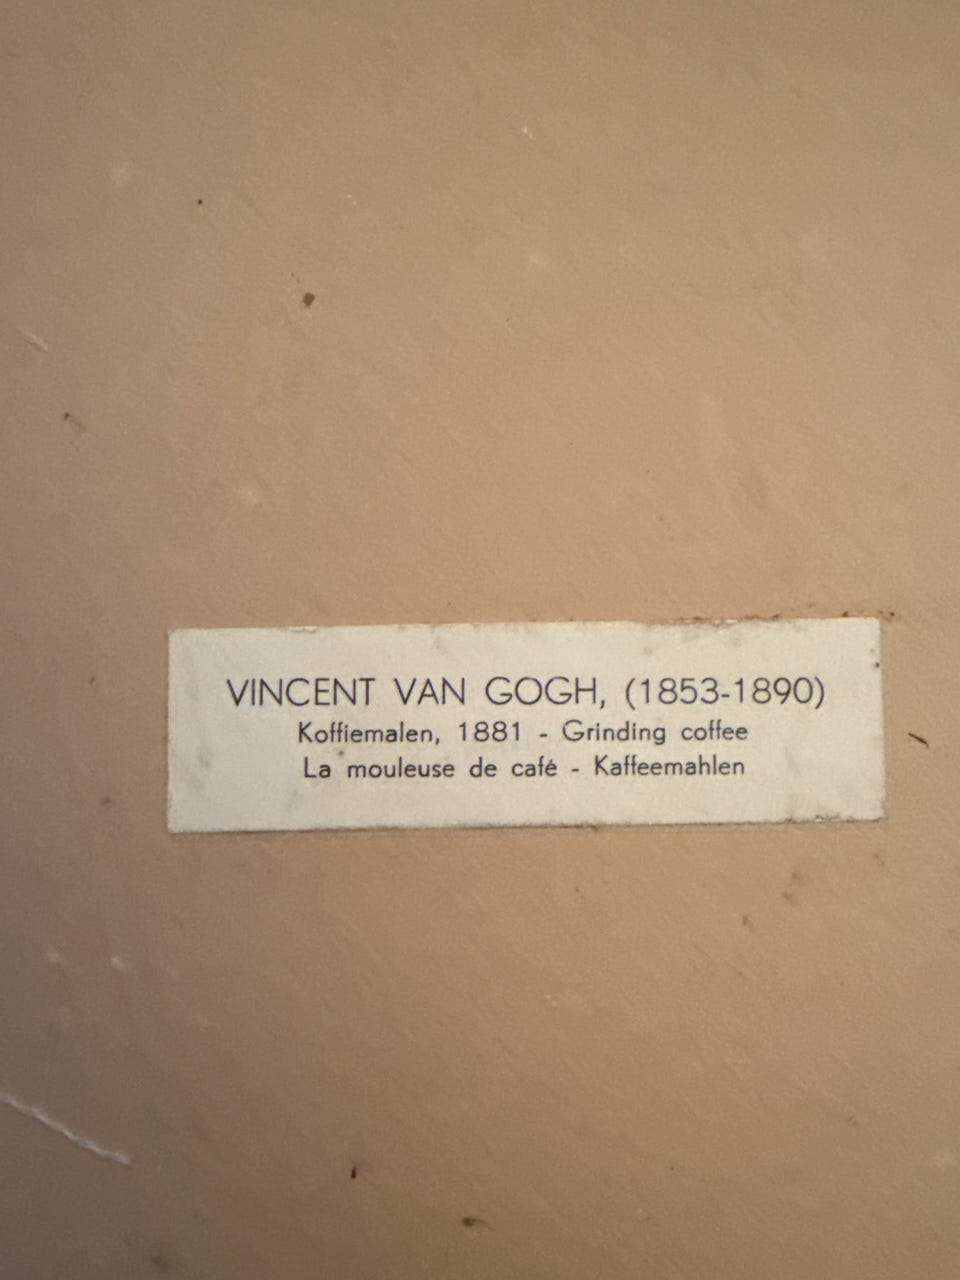 VINCENT VAN GOGH, (1853-1890)
Koffiemalen, 1881 - Grinding coffee
La mouleuse de café - Kaffeemahlen